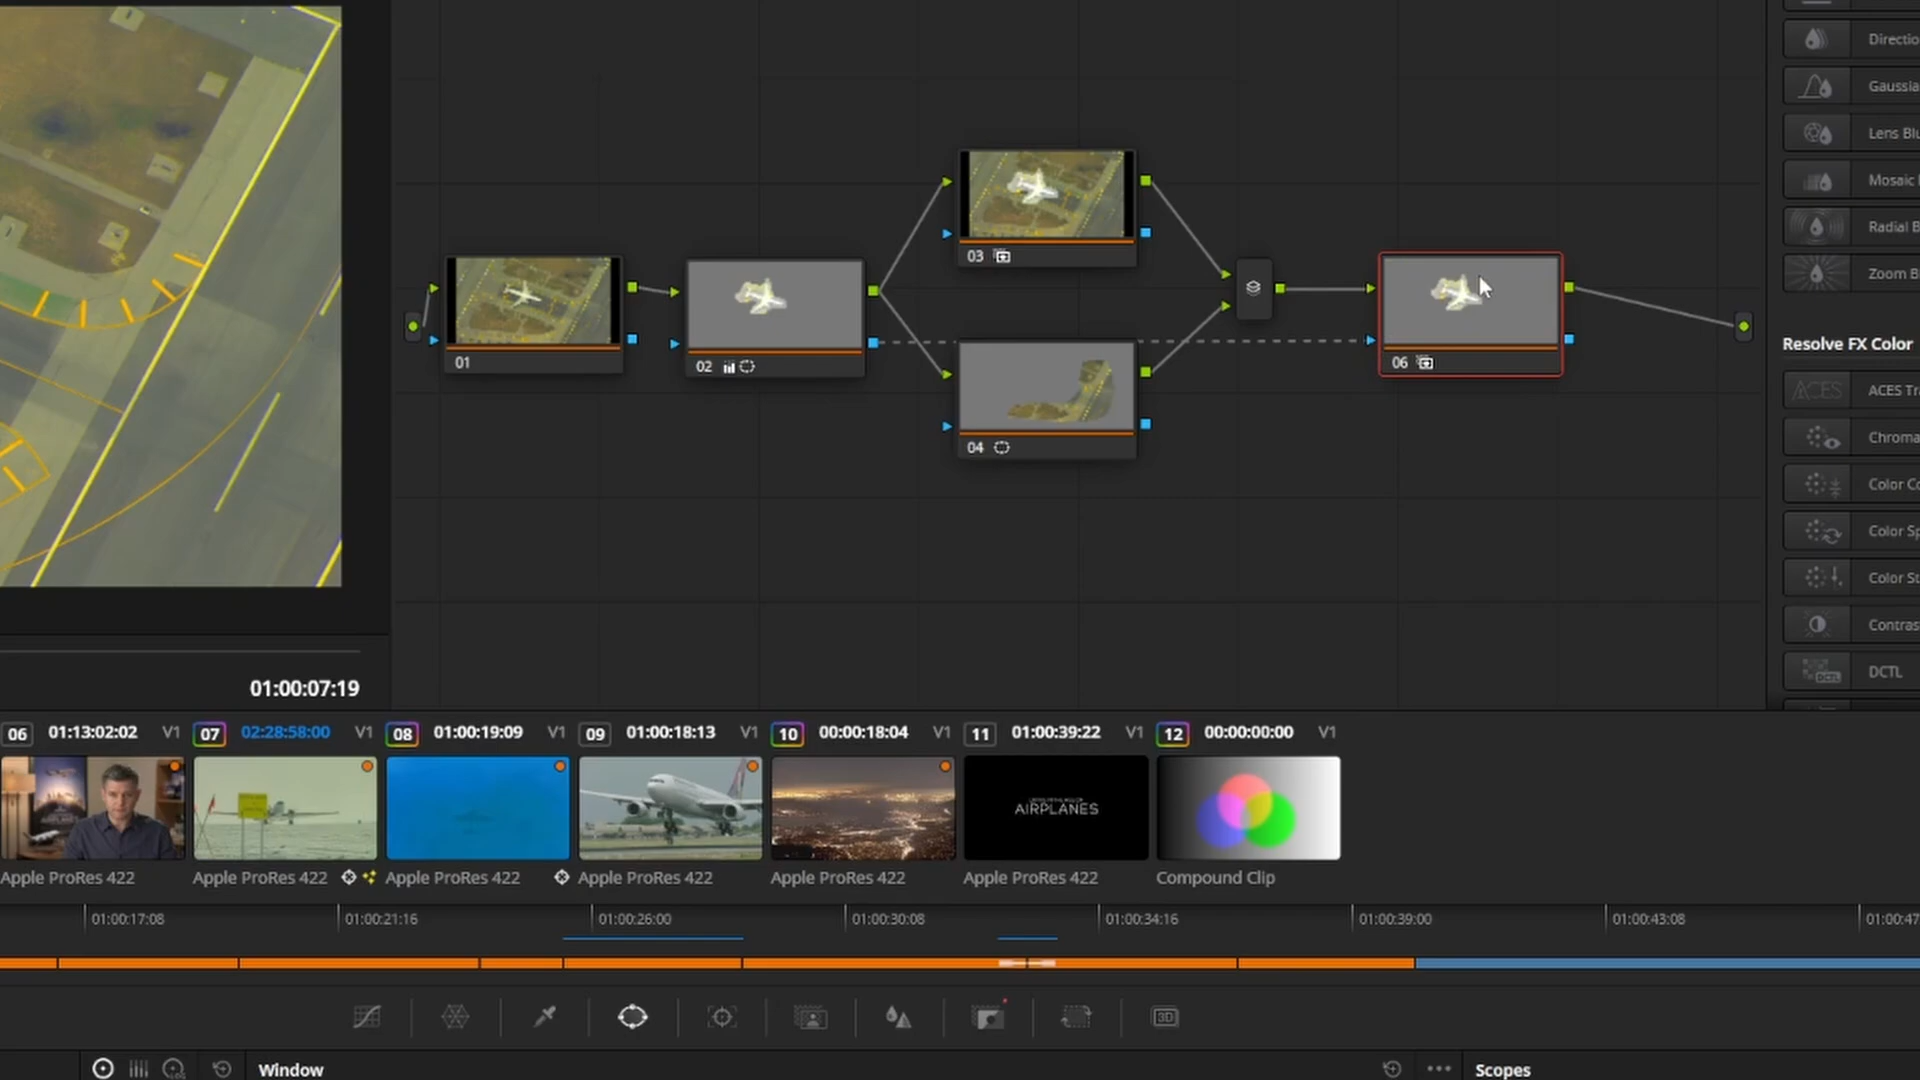 Directio
Gaussia
Lens Blu
Mosaic
Radial B
Zoom B
Resolve FX Color
ACES Tr
Chroma
Color Co
Color Sp
Color St
Contras
DCTL
ACES
DCTL
01
02
03
04
06
01:00:07:19
06 01:13:02:02 V1
07 02:28:58:00 V1
08 01:00:19:09 V1
09 01:00:18:13 V1
10 00:00:18:04 V1
11 01:00:39:22 V1
12 00:00:00:00 V1
AIRPLANES
AIRPLANES
Apple ProRes 422
Apple ProRes 422
Apple ProRes 422
Apple ProRes 422
Apple ProRes 422
Apple ProRes 422
Compound Clip
01:00:17:08
01:00:21:16
01:00:26:00
01:00:30:08
01:00:34:16
01:00:39:00
01:00:43:08
01:00:47
3D
Window
Scopes